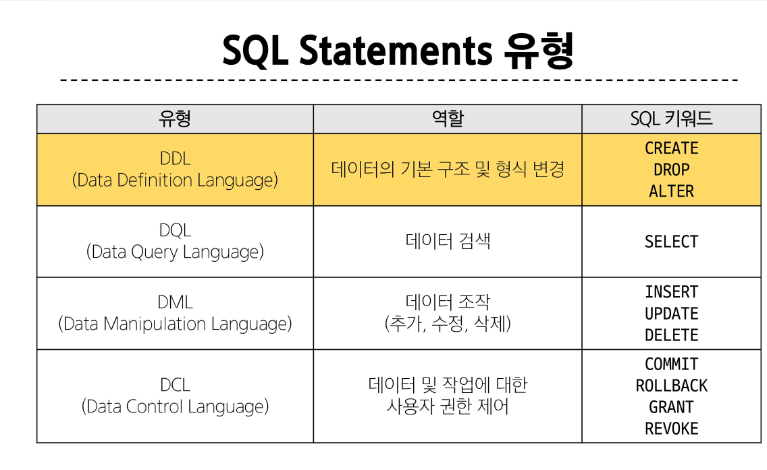 SQL Statements 유형
유형 역할 SQL 키워드
DDL
(Data Definition Language)
데이터의 기본 구조 및 형식 변경
CREATE
DROP
ALTER
DQL
(Data Query Language)
데이터 검색
SELECT
DML
(Data Manipulation Language)
데이터 조작
(추가, 수정, 삭제)
INSERT
UPDATE
DELETE
DCL
(Data Control Language)
데이터 및 작업에 대한
사용자 권한 제어
COMMIT
ROLLBACK
GRANT
REVOKE